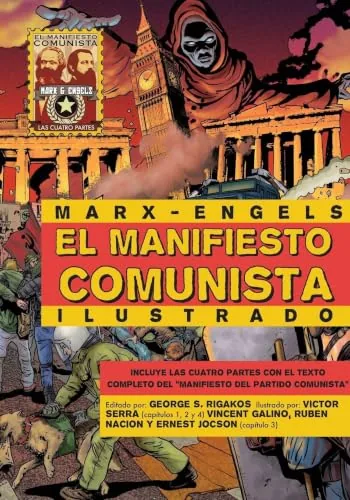 EL MANIFIESTO
COMUNISTA
MARX & ENGELS
LAS CUATRO PARTES
MARX - ENGELS
EL MANIFIESTO
COMUNISTA
ILUSTRADO
INCLUYE LAS CUATRO PARTES CON EL TEXTO
COMPLETO DEL "MANIFIESTO DEL PARTIDO COMUNISTA"
Editado por: GEORGE S. RIGAKOS Ilustrado por: VICTOR
SERRA (capítulos 1, 2 y 4) VINCENT GALINO, RUBEN
NACION Y ERNEST JOCSON (capítulo 3)